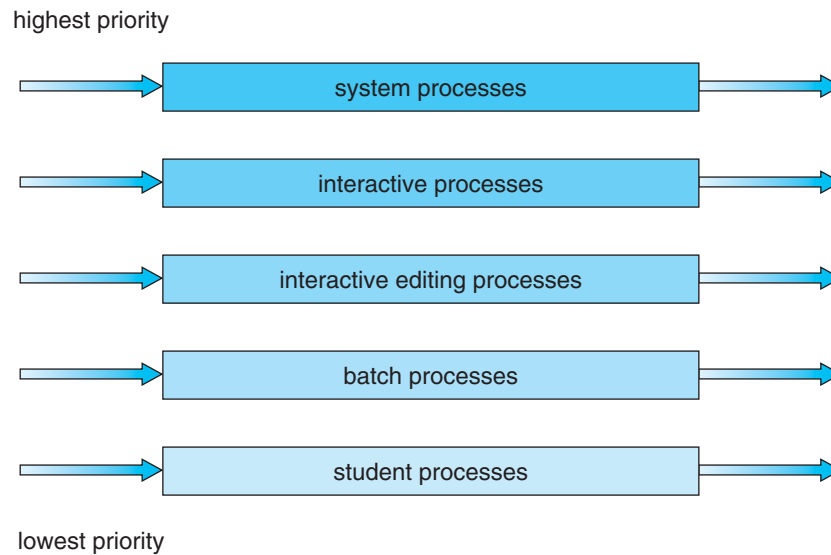 highest priority
system processes
interactive processes
interactive editing processes
batch processes
student processes
lowest priority